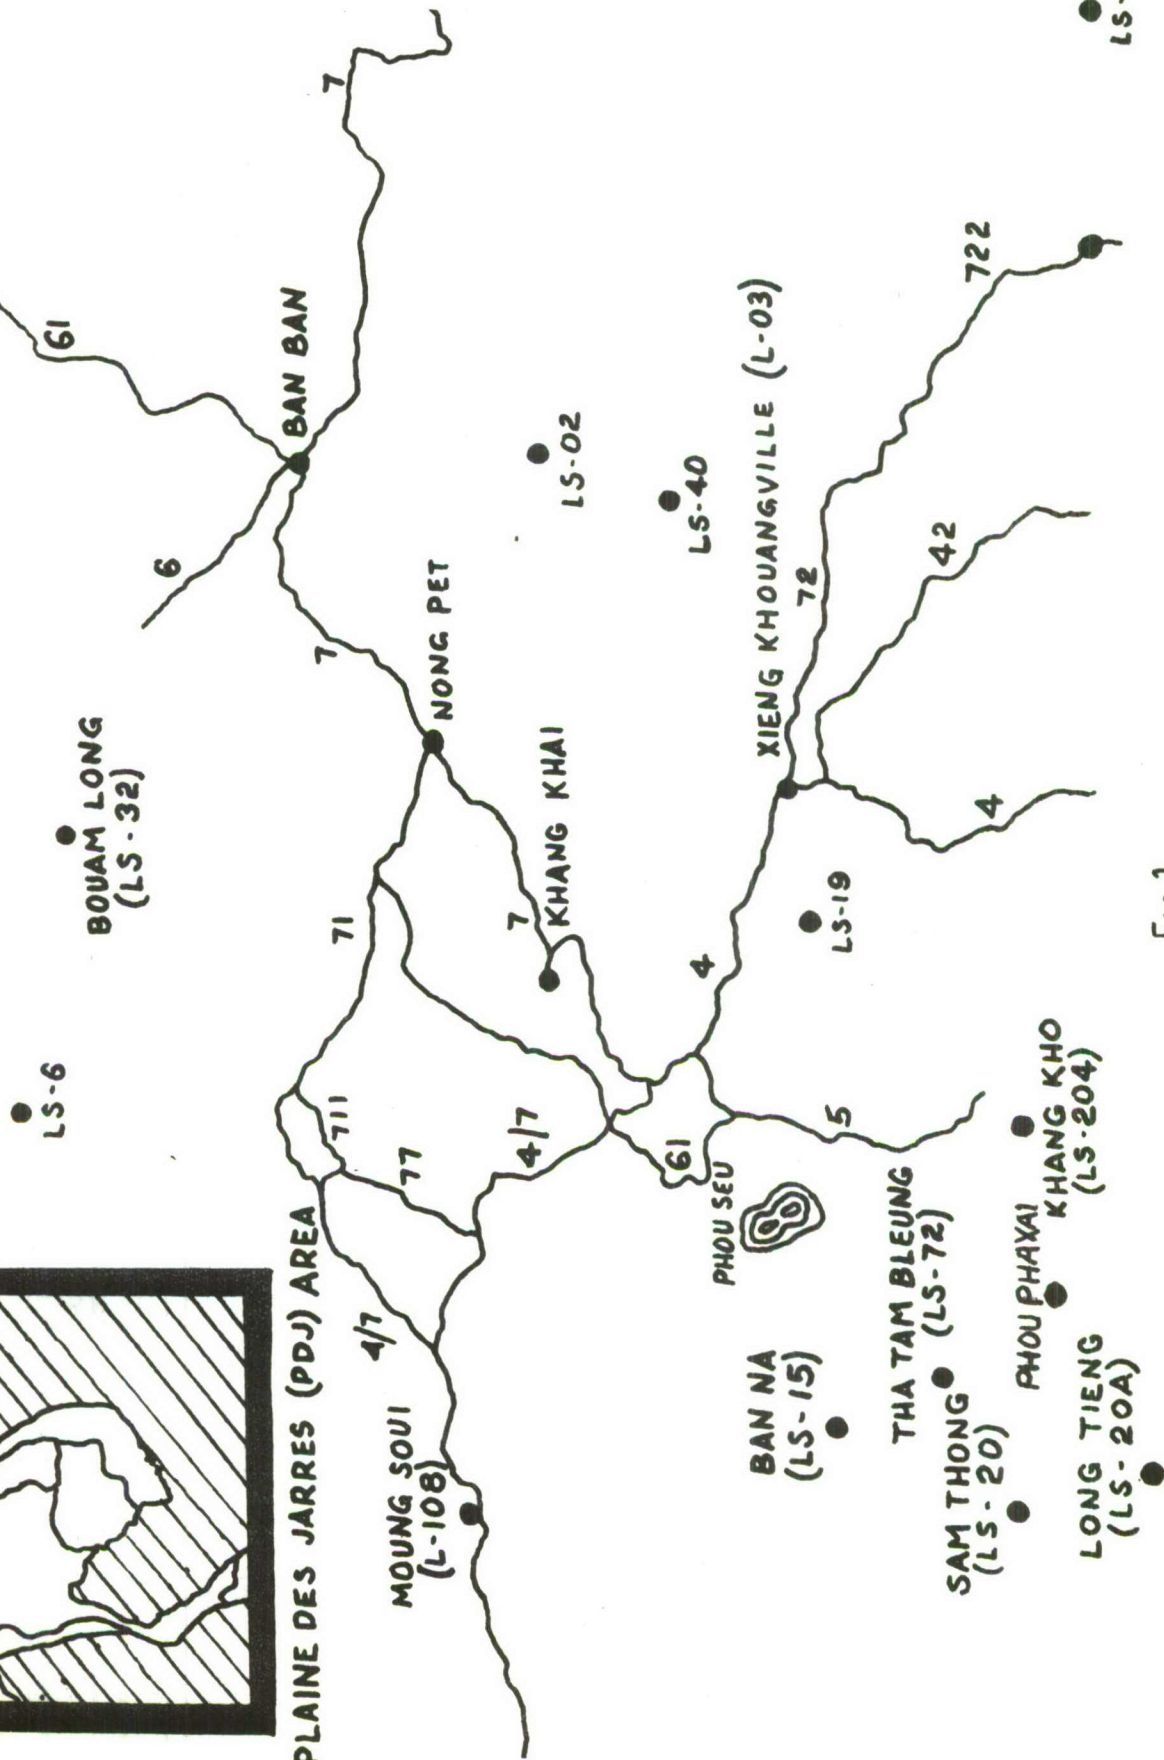 PLAINE DES JARRES (PDJ) AREA
LS-6
BOUAM LONG
(LS-32)
6
61
7
BAN BAN
7
NONG PET
71
711
77
4/7
4/7
7
KHANG KHAI
MOUNG SOUI
(L-108)
LS-02
LS-40
XIENG KHOUANGVILLE (L-03)
72
722
42
4
4
LS-19
61
5
PHOU SEU
BAN NA
(LS-15)
THA TAM BLEUNG
(LS-72)
SAM THONG
(LS-20)
PHOU PHAXAI
KHANG KHO
(LS-204)
LONG TIENG
(LS-20A)
LS-